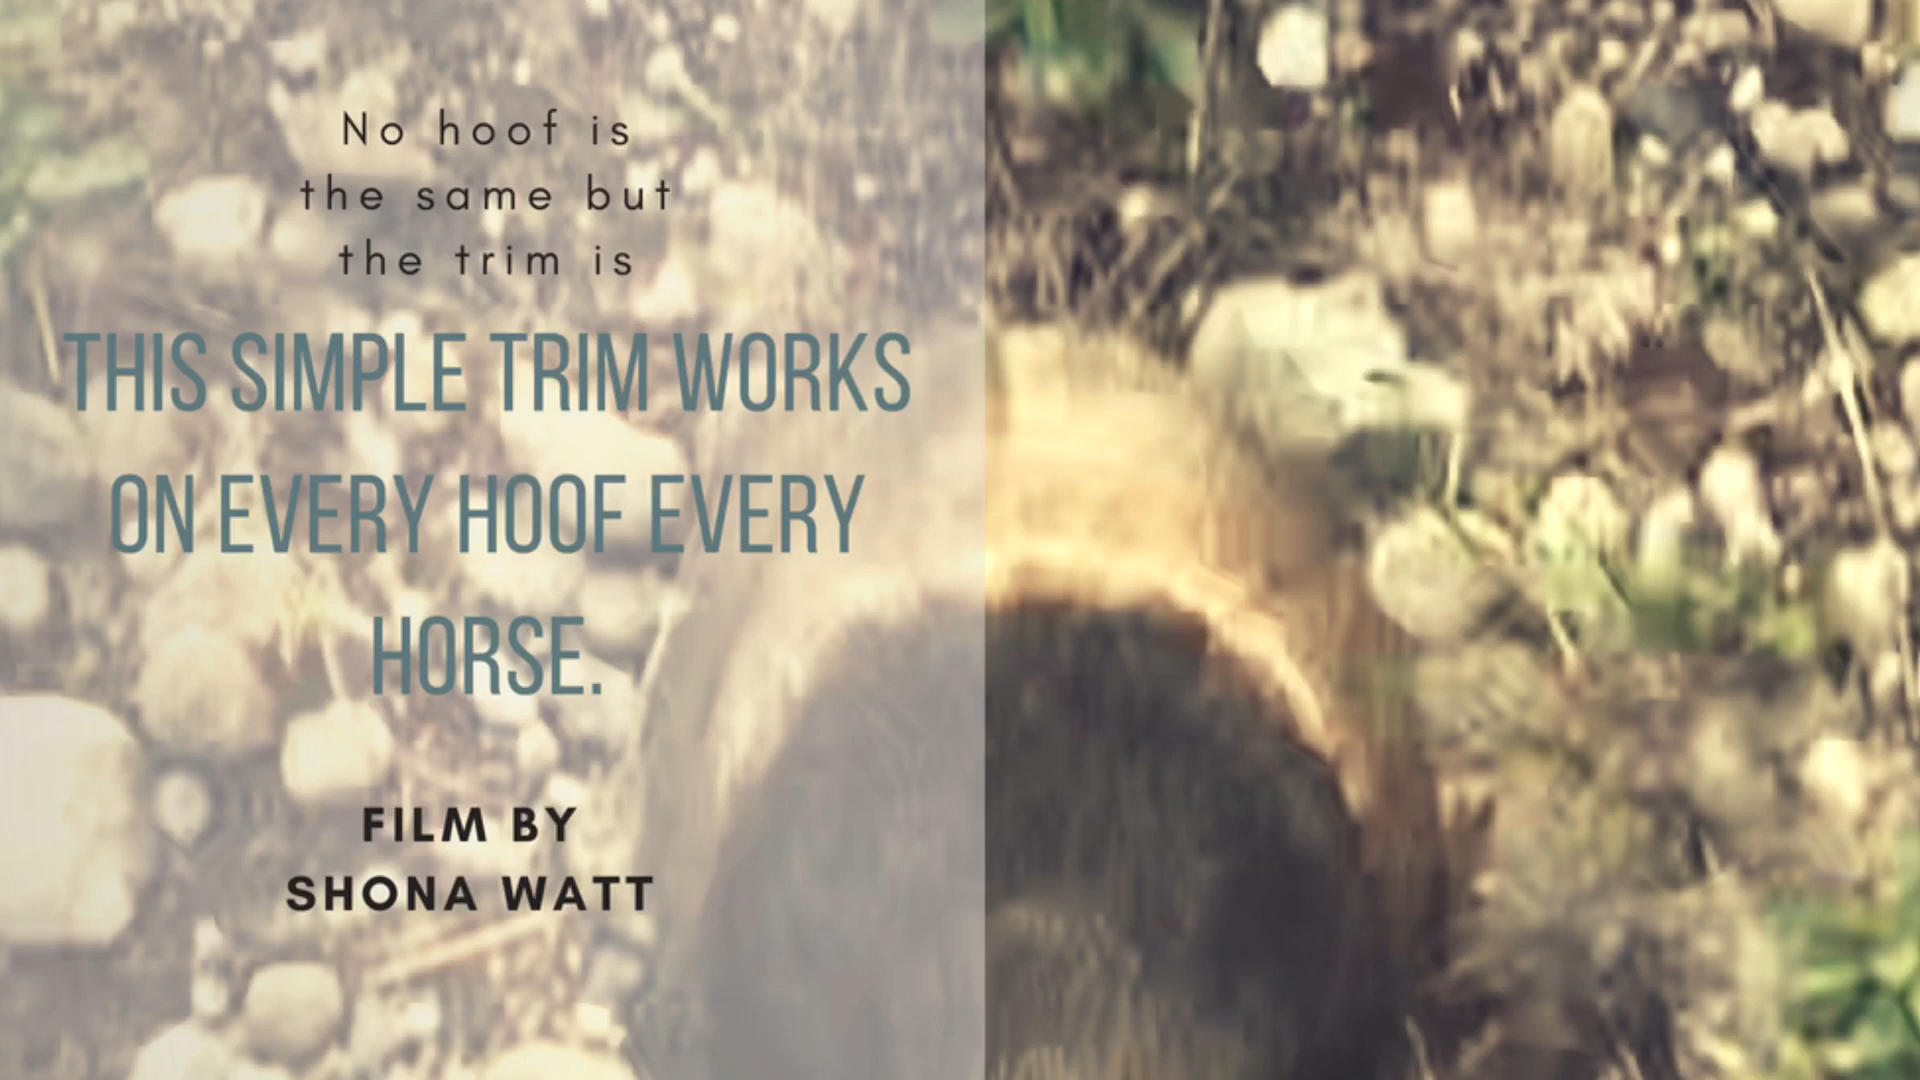 No hoof is
the same but
the trim is
THIS SIMPLE TRIM WORKS
ON EVERY HOOF EVERY
HORSE.
FILM BY
SHONA WATT